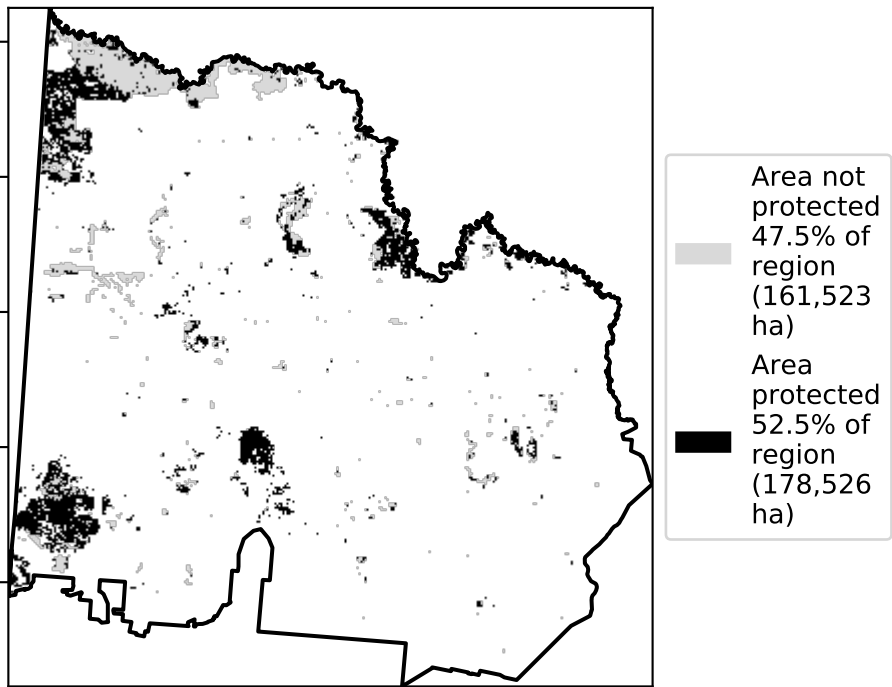 Area not
protected
47.5% of
region
(161,523
ha)
Area
protected
52.5% of
region
(178,526
ha)